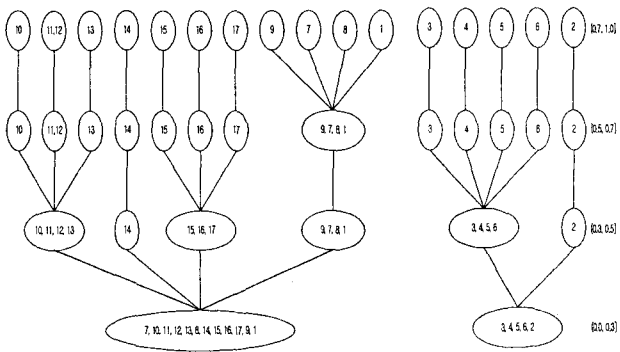 10 11,12 13 14 15 16 17 9 7 8 1 3 4 5 6 2 [0.7, 1.0]
10 11,12 13 14 15 16 17 9, 7, 8, 1 3 4 5 6 2 [0.5, 0.7]
10, 11, 12, 13 14 15, 16, 17 9, 7, 8, 1 3, 4, 5, 6 2 [0.3, 0.5]
7, 10, 11, 12, 13, 8, 14, 15, 16, 17, 9, 1 3, 4, 5, 6, 2 [0.0, 0.3]